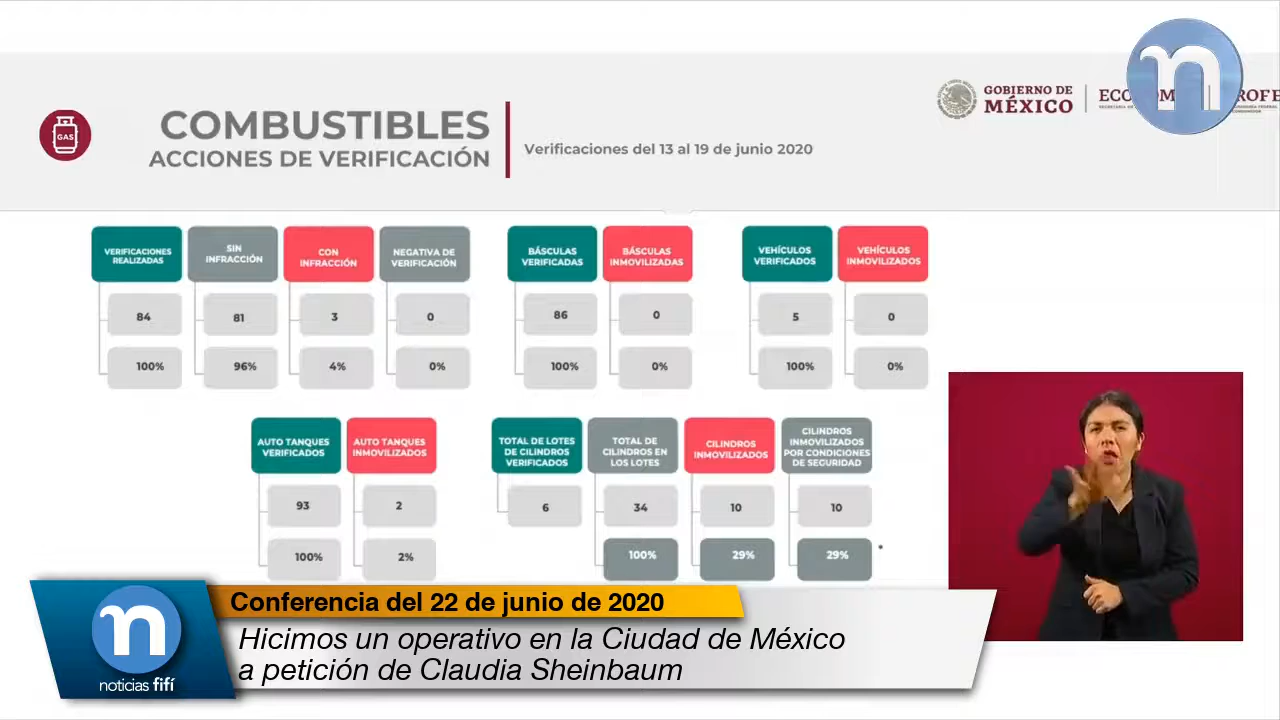 COMBUSTIBLES
ACCIONES DE VERIFICACIÓN
Verificaciones del 13 al 19 de junio 2020
GOBIERNO DE
MÉXICO
n
GAS
VERIFICACIONES
REALIZADAS
84
100%
SIN
INFRACCIÓN
81
96%
CON
INFRACCIÓN
3
4%
NEGATIVA DE
VERIFICACIÓN
0
0%
BÁSCULAS
VERIFICADAS
86
100%
BÁSCULAS
INMOVILIZADAS
0
0%
VEHÍCULOS
VERIFICADOS
5
100%
VEHÍCULOS
INMOVILIZADOS
0
0%
AUTO TANQUES
VERIFICADOS
93
100%
AUTO TANQUES
INMOVILIZADOS
2
2%
TOTAL DE LOTES
DE CILINDROS
VERIFICADOS
6
TOTAL DE
CILINDROS EN
LOS LOTES
34
100%
CILINDROS
INMOVILIZADOS
10
29%
CILINDROS
INMOVILIZADOS
POR CONDICIONES
DE SEGURIDAD
10
29%
*
Conferencia del 22 de junio de 2020
Hicimos un operativo en la Ciudad de México
a petición de Claudia Sheinbaum
n
noticias fifí